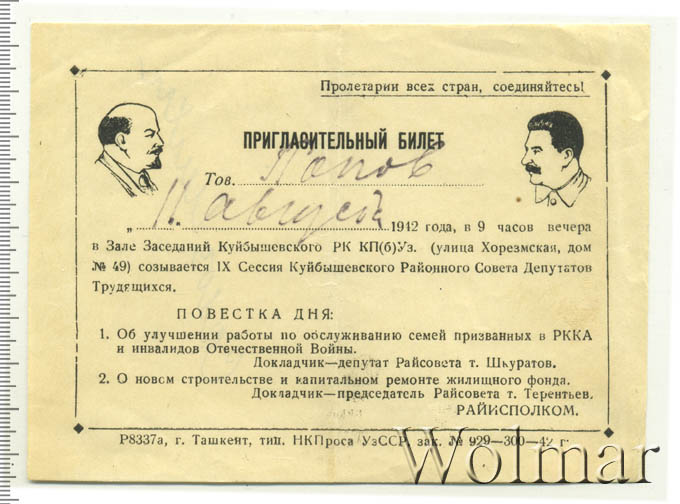 Пролетарии всех стран, соединяйтесь!
ПРИГЛАСИТЕЛЬНЫЙ БИЛЕТ
Тов. Попов
„ 11 августа 1942 года, в 9 часов вечера
в Зале Заседаний Куйбышевского РК КП(б)Уз. (улица Хорезмская, дом
№ 49) созывается IX Сессия Куйбышевского Районного Совета Депутатов
Трудящихся.
ПОВЕСТКА ДНЯ:
1. Об улучшении работы по обслуживанию семей призванных в РККА
и инвалидов Отечественной Войны.
Докладчик—депутат Райсовета т. Шкуратов.
2. О новом строительстве и капитальном ремонте жилищного фонда.
Докладчик—председатель Райсовета т. Терентьев.
РАЙИСПОЛКОМ.
Р8337а, г. Ташкент, тип. НКПроса УзССР, зак. № 929—300—42 г.
Wolmar